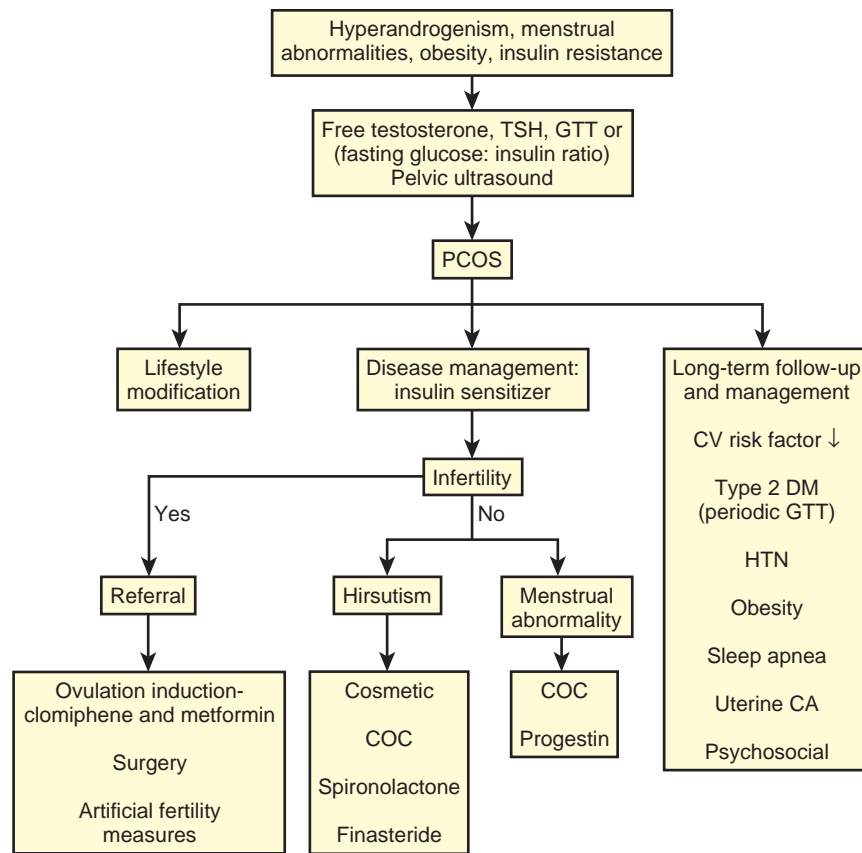 Hyperandrogenism, menstrual
abnormalities, obesity, insulin resistance
Free testosterone, TSH, GTT or
(fasting glucose: insulin ratio)
Pelvic ultrasound
PCOS
Lifestyle
modification
Disease management:
insulin sensitizer
Long-term follow-up
and management
CV risk factor ↓
Type 2 DM
(periodic GTT)
HTN
Obesity
Sleep apnea
Uterine CA
Psychosocial
Infertility
Yes
No
Referral
Hirsutism
Menstrual
abnormality
Ovulation induction-
clomiphene and metformin
Surgery
Artificial fertility
measures
Cosmetic
COC
Spironolactone
Finasteride
COC
Progestin